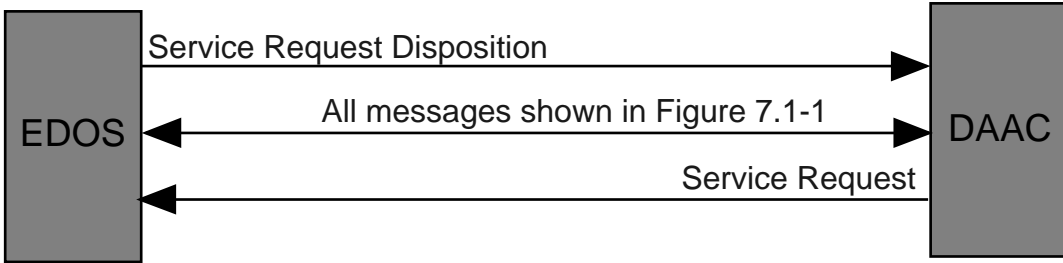 Service Request Disposition
All messages shown in Figure 7.1-1
EDOS
DAAC
Service Request